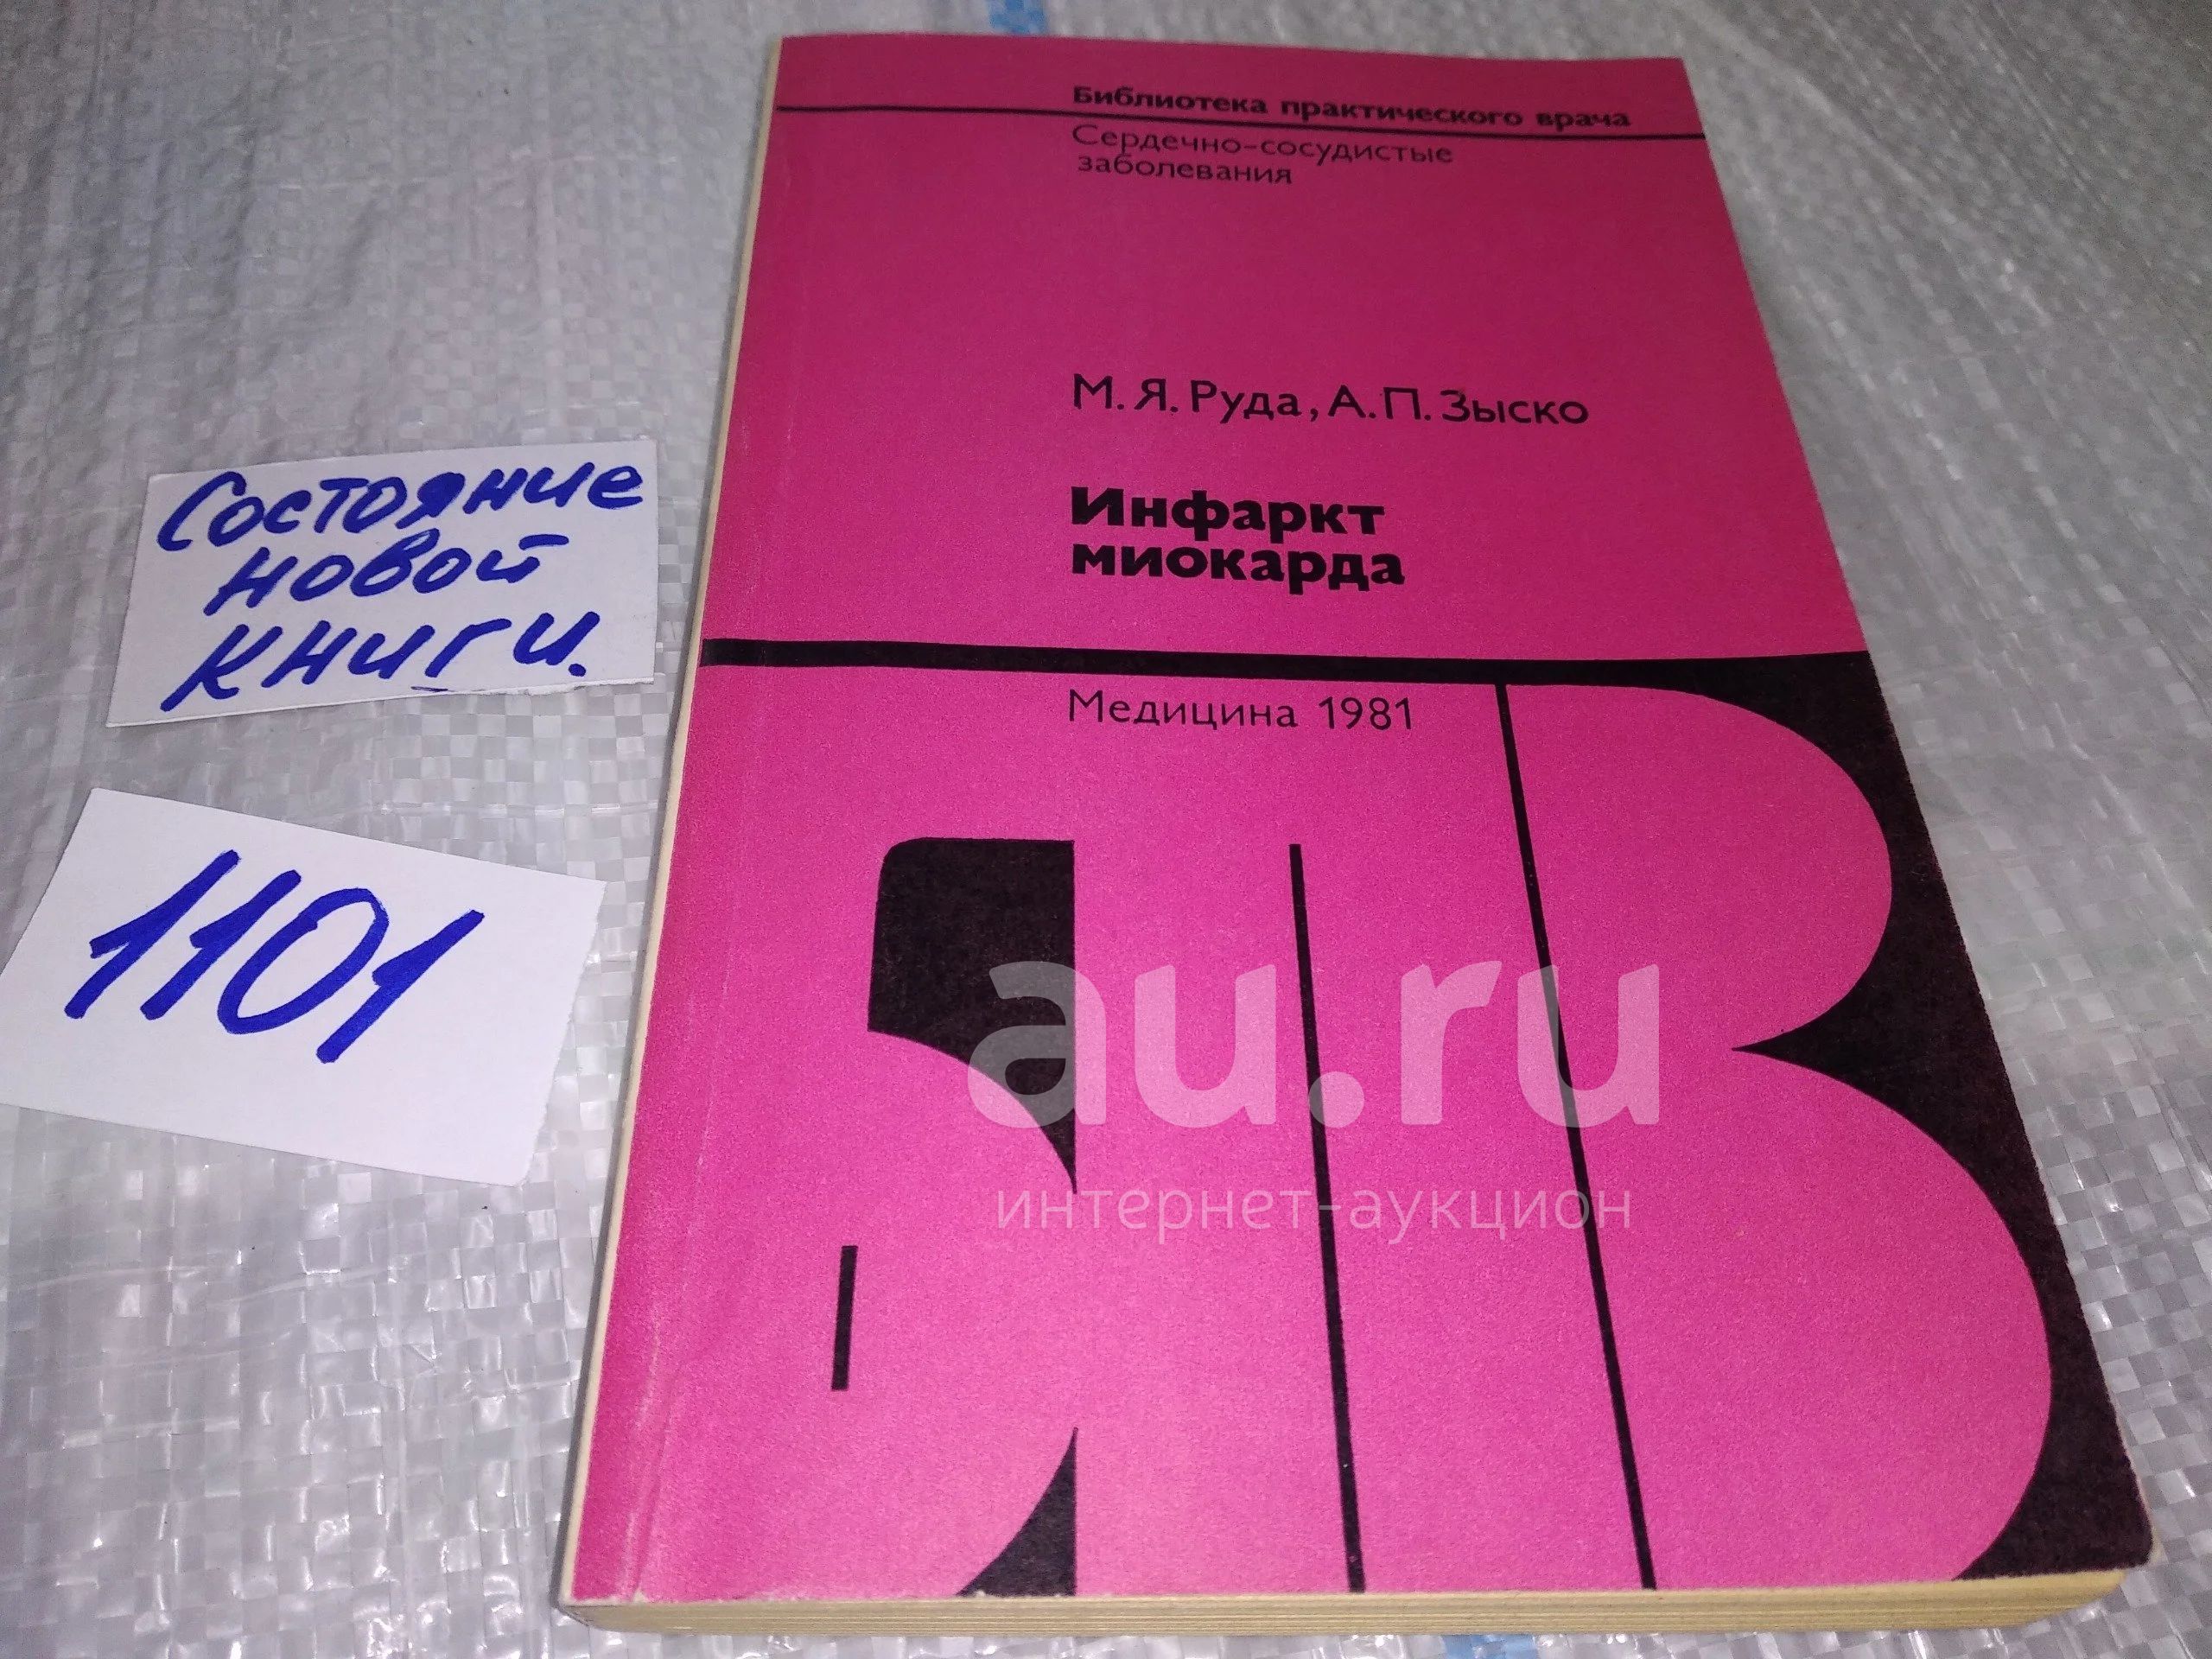 Библиотека практического врача
Сердечно-сосудистые
заболевания
М. Я. Руда, А. П. Зыско
Инфаркт
миокарда
Медицина 1981
БПВ
Состояние
новой
книги.
1101
au.ru
интернет-аукцион